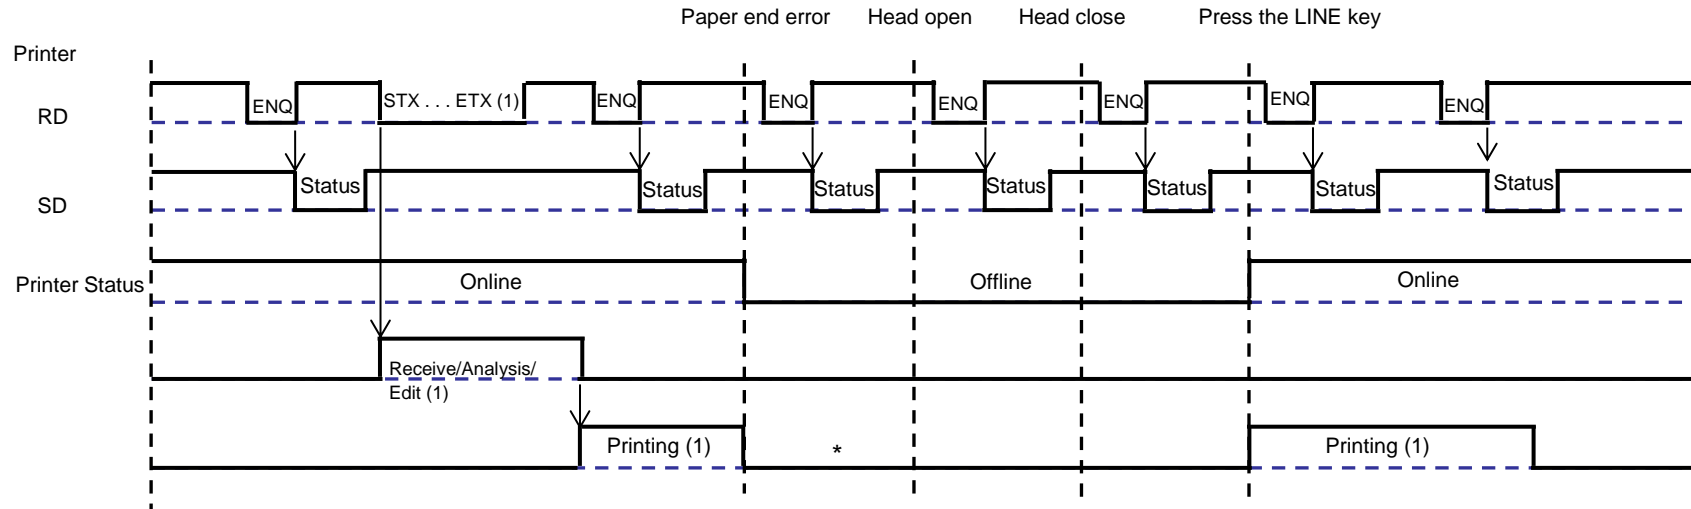 Paper end error Head open Head close Press the LINE key
Printer
RD
ENQ STX . . . ETX (1) ENQ ENQ ENQ ENQ ENQ ENQ
SD
Status Status Status Status Status Status Status
Printer Status
Online Offline Online
Receive/Analysis/
Edit (1)
Printing (1) * Printing (1)